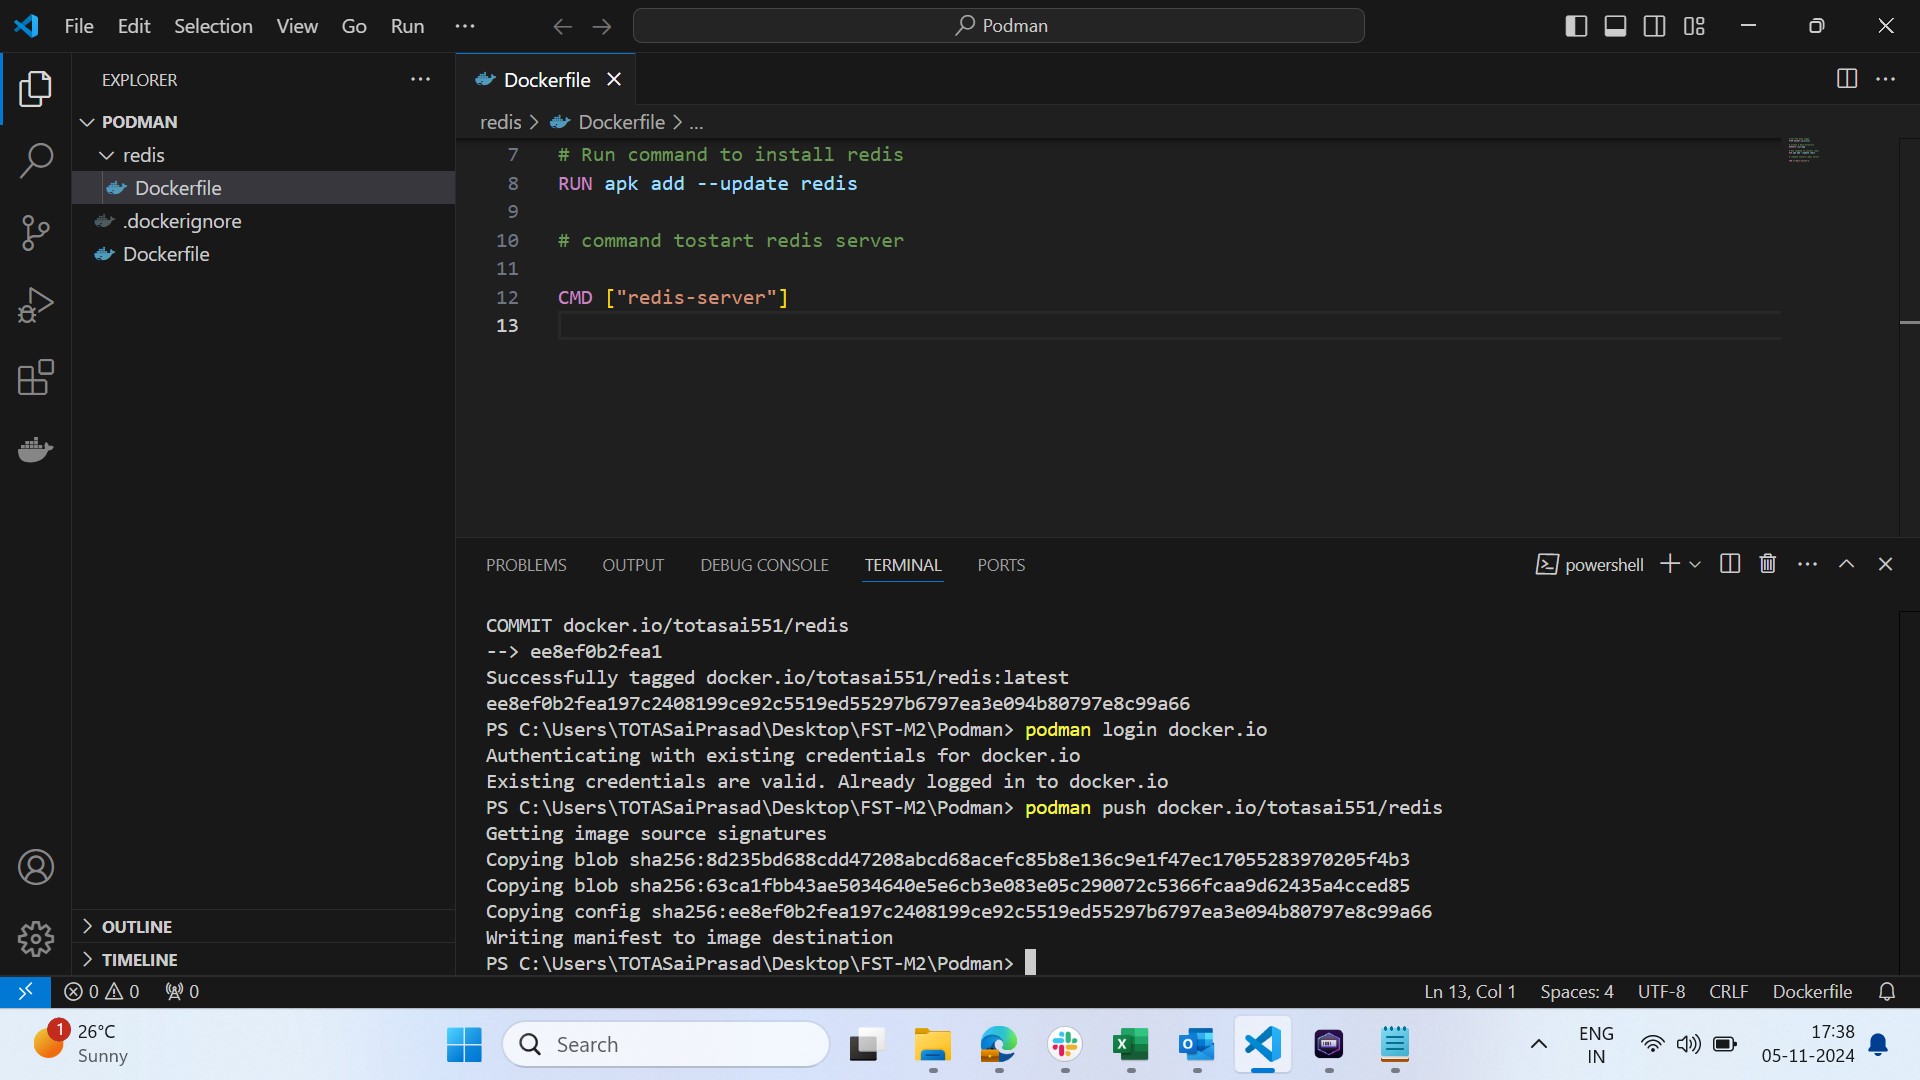 File Edit Selection View Go Run ···
Podman
EXPLORER
PODMAN
redis
Dockerfile
.dockerignore
Dockerfile
OUTLINE
TIMELINE
Dockerfile
redis > Dockerfile > ...
7 # Run command to install redis
8 RUN apk add --update redis
9
10 # command tostart redis server
11
12 CMD ["redis-server"]
13
PROBLEMS OUTPUT DEBUG CONSOLE TERMINAL PORTS
powershell
COMMIT docker.io/totasai551/redis
--> ee8ef0b2fea1
Successfully tagged docker.io/totasai551/redis:latest
ee8ef0b2fea197c2408199ce92c5519ed55297b6797ea3e094b80797e8c99a66
PS C:\Users\TOTASaiPrasad\Desktop\FST-M2\Podman> podman login docker.io
Authenticating with existing credentials for docker.io
Existing credentials are valid. Already logged in to docker.io
PS C:\Users\TOTASaiPrasad\Desktop\FST-M2\Podman> podman push docker.io/totasai551/redis
Getting image source signatures
Copying blob sha256:8d235bd688cdd47208abcd68acefc85b8e136c9e1f47ec17055283970205f4b3
Copying blob sha256:63ca1fbb43ae5034640e5e6cb3e083e05c290072c5366fcaa9d62435a4cced85
Copying config sha256:ee8ef0b2fea197c2408199ce92c5519ed55297b6797ea3e094b80797e8c99a66
Writing manifest to image destination
PS C:\Users\TOTASaiPrasad\Desktop\FST-M2\Podman>
0 0 0
Ln 13, Col 1 Spaces: 4 UTF-8 CRLF Dockerfile
1
26°C
Sunny
Search
ENG
IN
17:38
05-11-2024